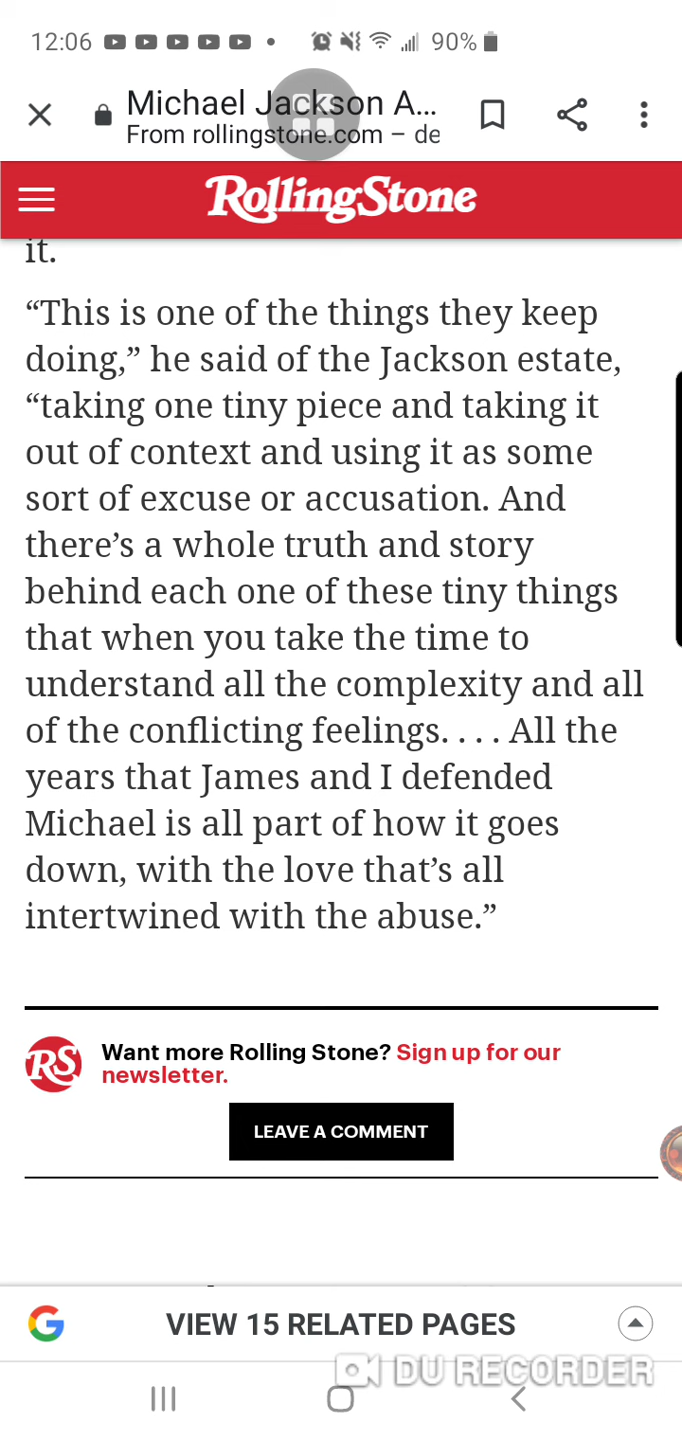 12:06 90%
Michael Jackson A...
From rollingstone.com – de
RollingStone
it.
“This is one of the things they keep
doing,” he said of the Jackson estate,
“taking one tiny piece and taking it
out of context and using it as some
sort of excuse or accusation. And
there’s a whole truth and story
behind each one of these tiny things
that when you take the time to
understand all the complexity and all
of the conflicting feelings. . . . All the
years that James and I defended
Michael is all part of how it goes
down, with the love that’s all
intertwined with the abuse.”
RS
Want more Rolling Stone? Sign up for our
newsletter.
LEAVE A COMMENT
G
VIEW 15 RELATED PAGES
DU RECORDER